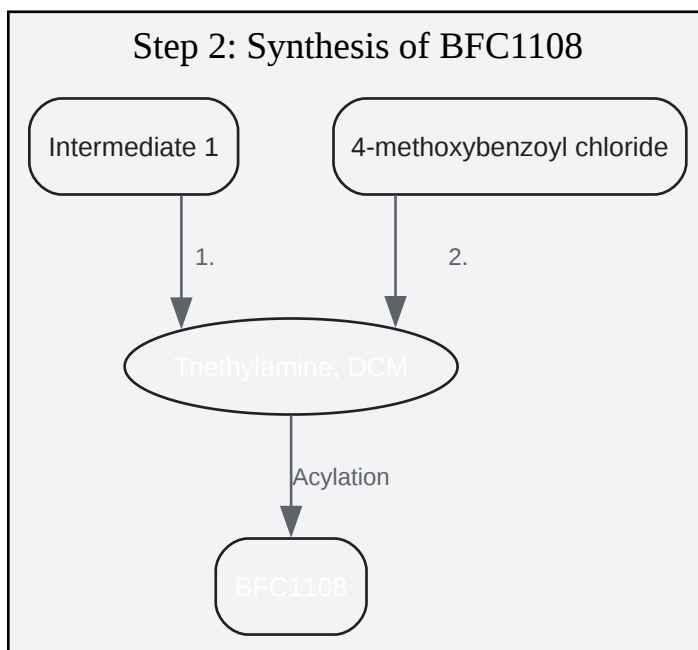 Step 2: Synthesis of BFC1108
Intermediate 1
4-methoxybenzoyl chloride
1.
2.
Triethylamine, DCM
Acylation
BFC1108